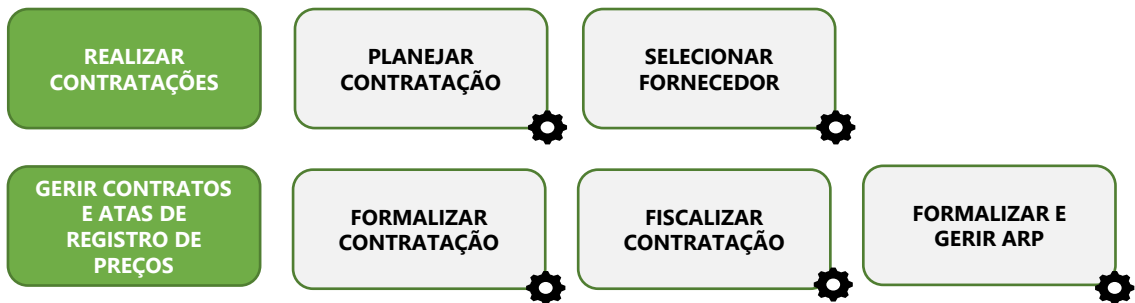 REALIZAR
CONTRATAÇÕES
PLANEJAR
CONTRATAÇÃO
SELECIONAR
FORNECEDOR
GERIR CONTRATOS
E ATAS DE
REGISTRO DE
PREÇOS
FORMALIZAR
CONTRATAÇÃO
FISCALIZAR
CONTRATAÇÃO
FORMALIZAR E
GERIR ARP